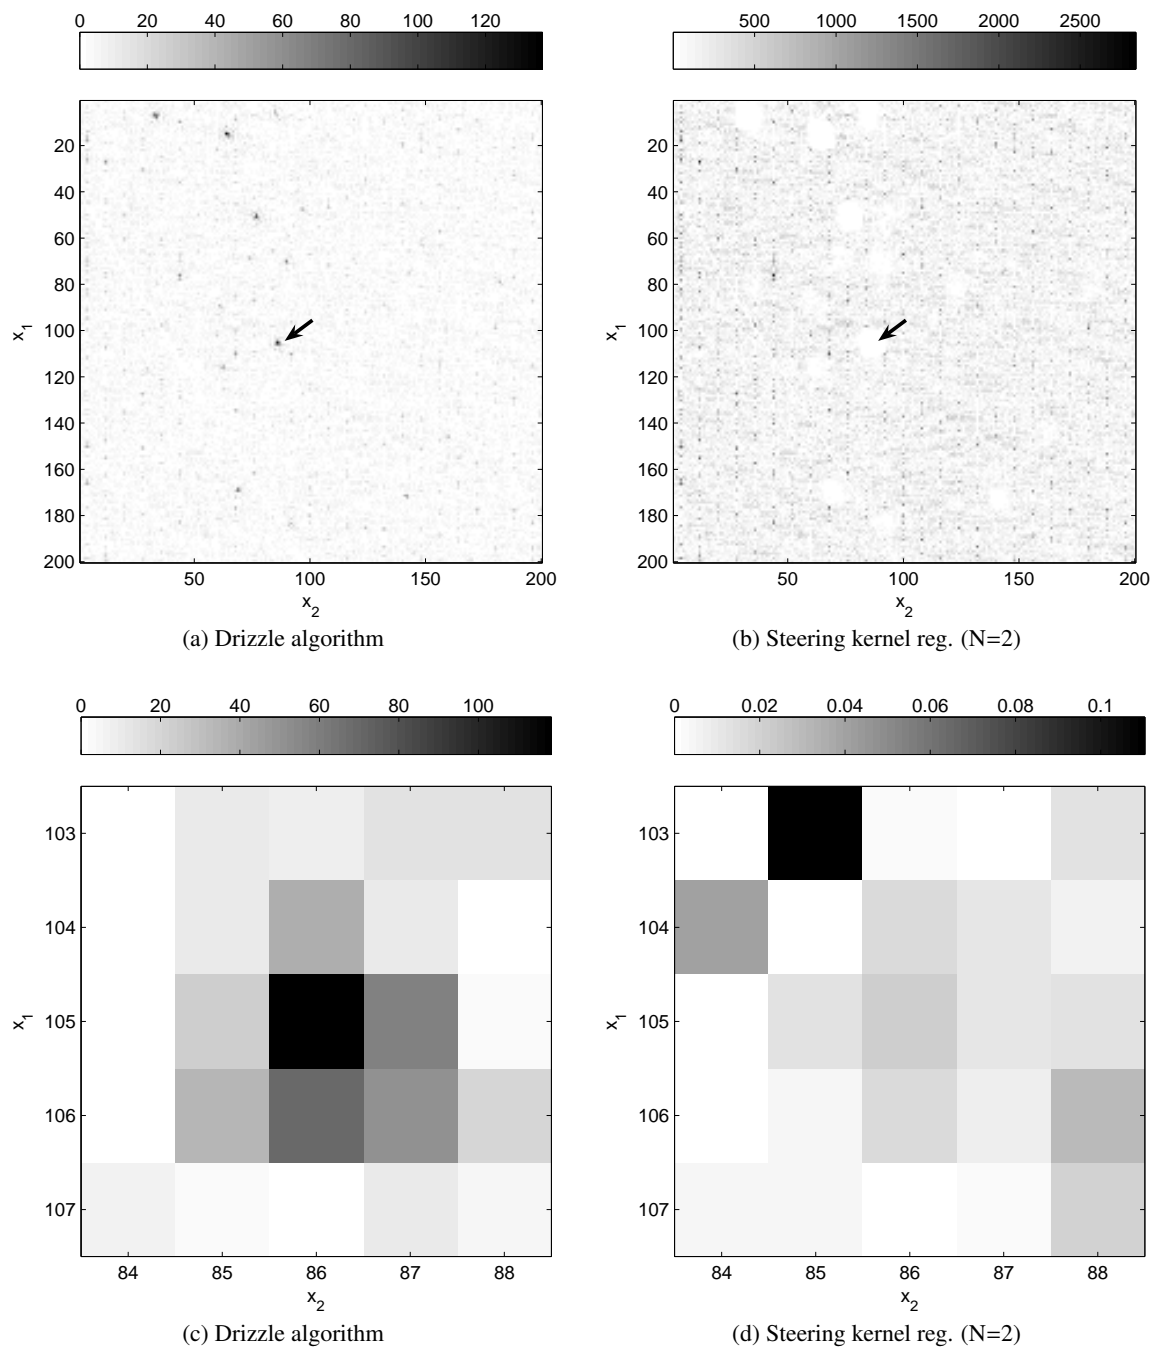 0 20 40 60 80 100 120
500 1000 1500 2000 2500
20
40
60
80
100
120
140
160
180
200
x1
50 100 150 200
x2
(a) Drizzle algorithm
20
40
60
80
100
120
140
160
180
200
x1
50 100 150 200
x2
(b) Steering kernel reg. (N=2)
0 20 40 60 80 100
0 0.02 0.04 0.06 0.08 0.1
103
104
105
106
107
x1
84 85 86 87 88
x2
(c) Drizzle algorithm
103
104
105
106
107
x1
84 85 86 87 88
x2
(d) Steering kernel reg. (N=2)